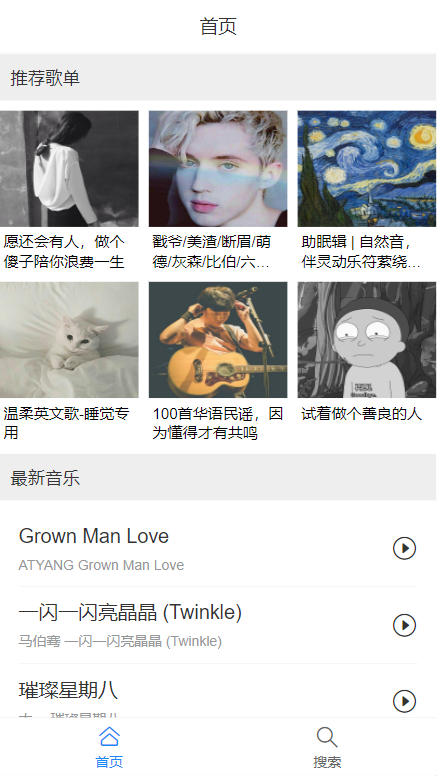 首页
推荐歌单
愿还会有人，做个
傻子陪你浪费一生
戳爷/美渣/断眉/萌
德/灰森/比伯/六...
助眠辑 | 自然音，
伴灵动乐符萦绕...
温柔英文歌-睡觉专
用
100首华语民谣，因
为懂得才有共鸣
试着做个善良的人
最新音乐
Grown Man Love
ATYANG Grown Man Love
一闪一闪亮晶晶 (Twinkle)
马伯骞 一闪一闪亮晶晶 (Twinkle)
璀璨星期八
璀璨星期八
首页
搜索